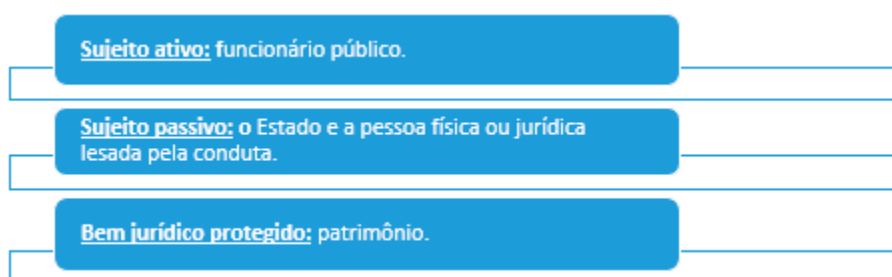 Sujeito ativo: funcionário público.
Sujeito passivo: o Estado e a pessoa física ou jurídica
lesada pela conduta.
Bem jurídico protegido: patrimônio.